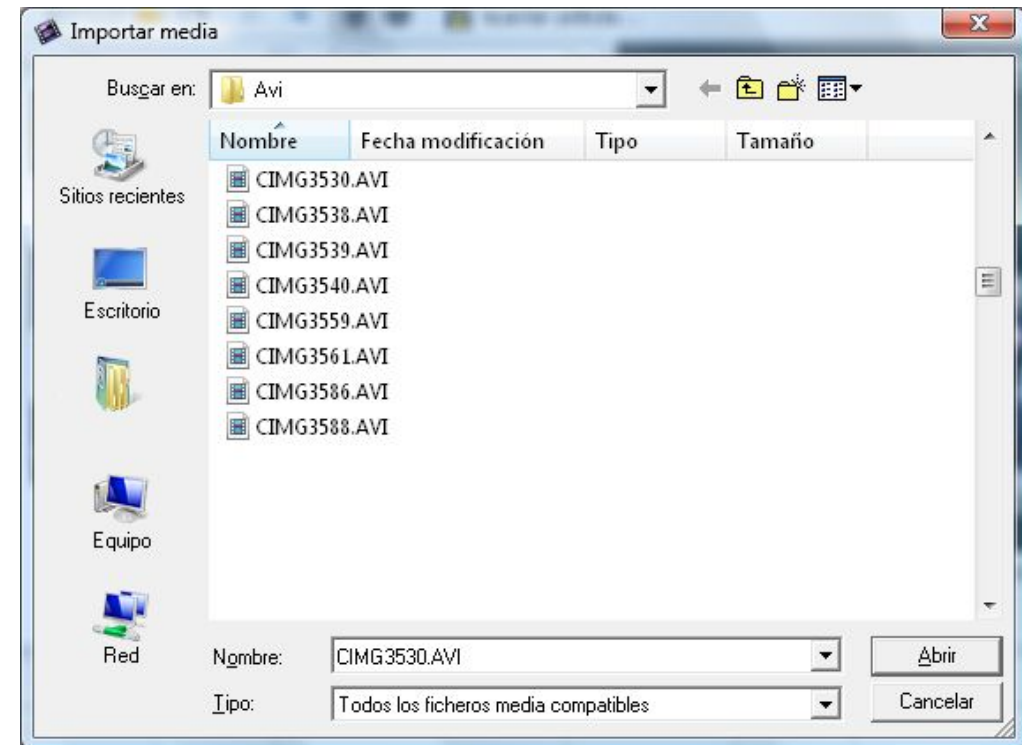 Importar media
Buscar en: Avi
Nombre Fecha modificación Tipo Tamaño
CIMG3530.AVI
CIMG3538.AVI
CIMG3539.AVI
CIMG3540.AVI
CIMG3559.AVI
CIMG3561.AVI
CIMG3586.AVI
CIMG3588.AVI
Sitios recientes
Escritorio
Equipo
Red
Nombre: CIMG3530.AVI Abrir
Tipo: Todos los ficheros media compatibles Cancelar